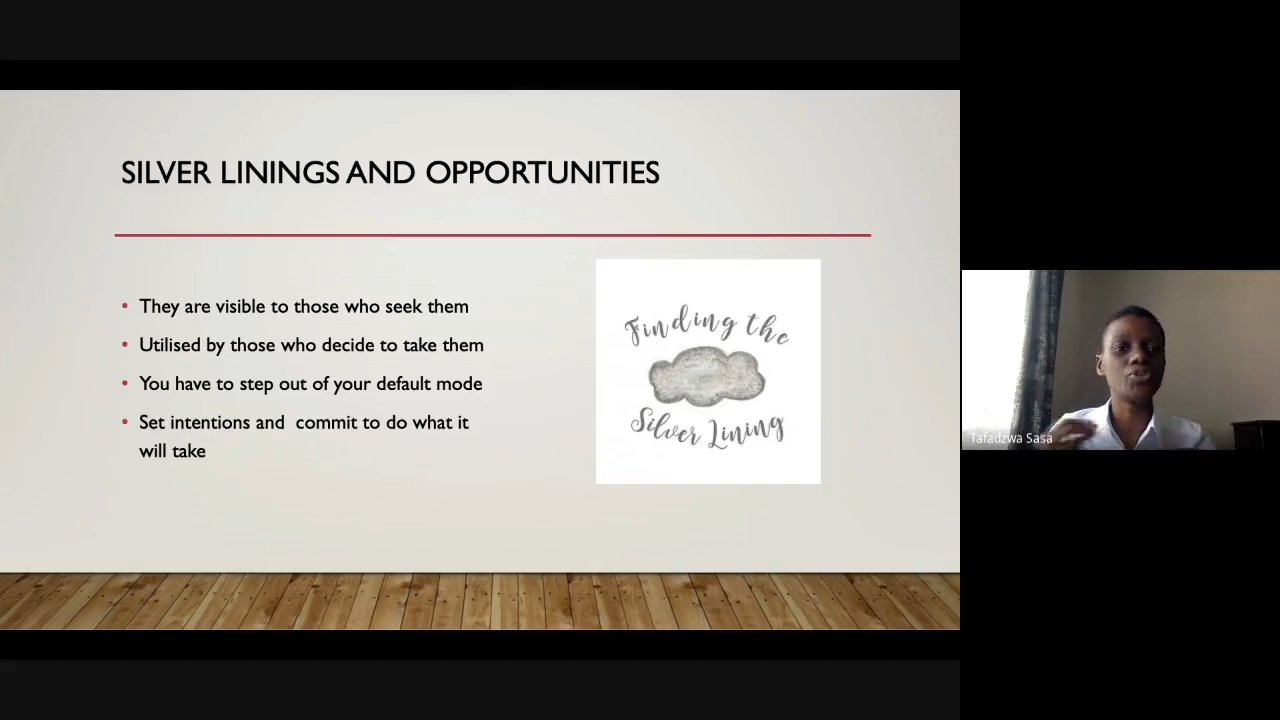 SILVER LININGS AND OPPORTUNITIES
• They are visible to those who seek them
• Utilised by those who decide to take them
• You have to step out of your default mode
• Set intentions and  commit to do what it
will take
Finding the
Silver Lining
Tafadzwa Sasa